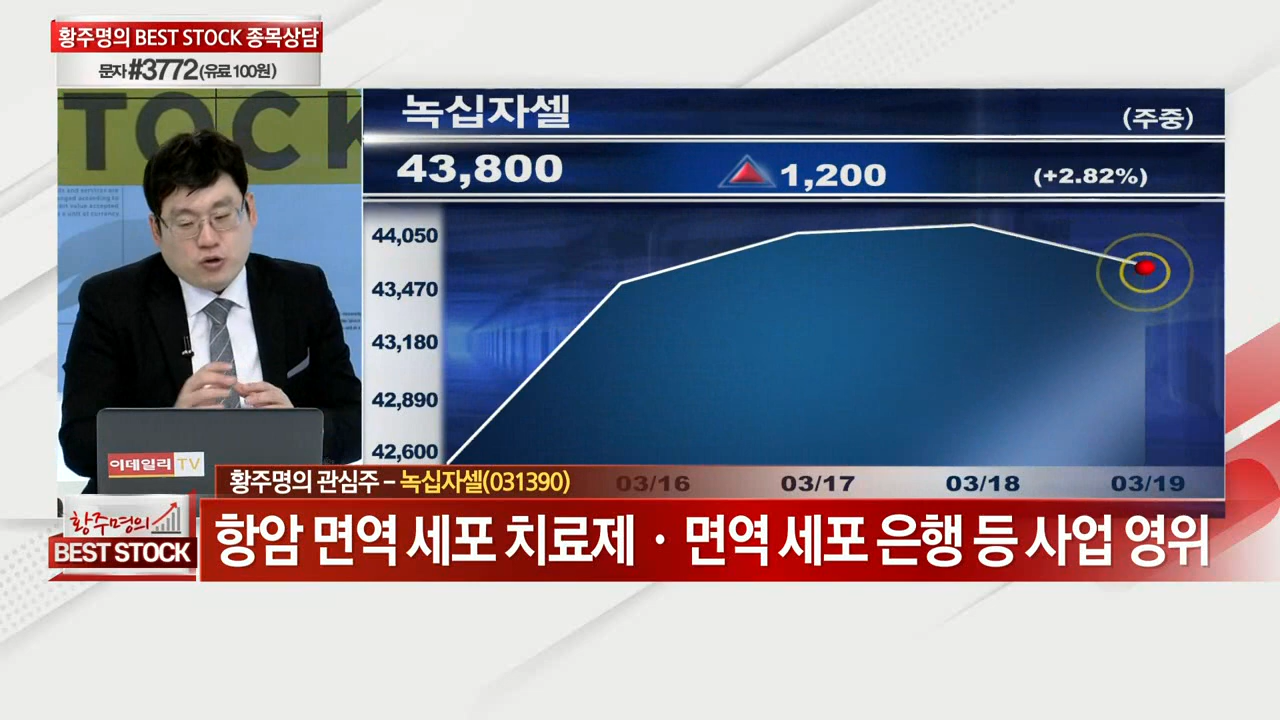 황주명의 BEST STOCK 종목상담
문자 #3772 (유료 100원)
STOCK
녹십자셀 (주중)
43,800 1,200 (+2.82%)
44,050
43,470
43,180
42,890
42,600
03/16 03/17 03/18 03/19
이데일리 TV
황주명의 관심주 – 녹십자셀(031390)
황주명의
BEST STOCK
항암 면역 세포 치료제 · 면역 세포 은행 등 사업 영위